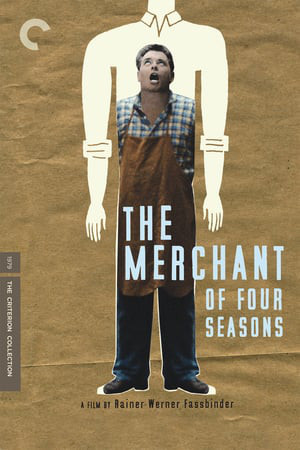 THE
MERCHANT
OF FOUR
SEASONS
A FILM BY Rainer Werner Fassbinder
1979
THE CRITERION COLLECTION